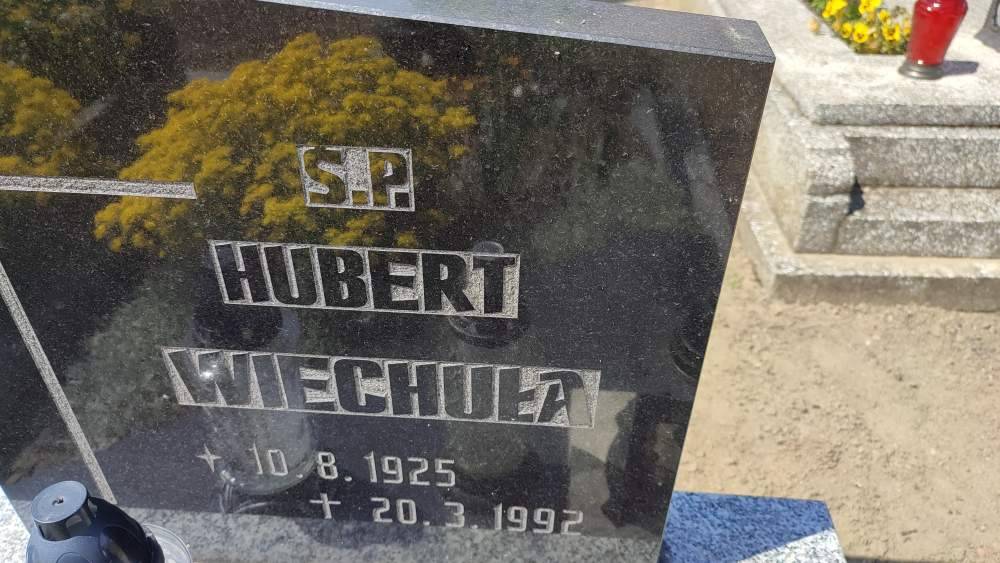 Ś.P.
HUBERT
WIECHUŁA
+ 10.8.1925
+ 20.3.1992